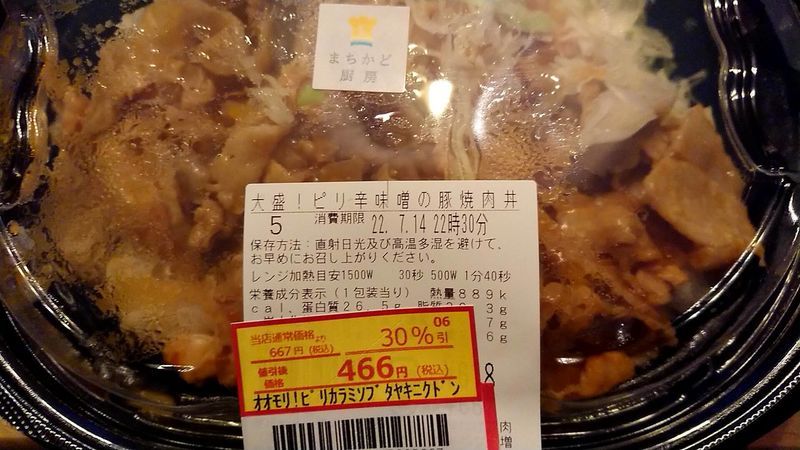 まちかど
厨房
大盛！ピリ辛味噌の豚焼肉丼
5 消費期限 22. 7.14 22時30分
保存方法：直射日光及び高温多湿を避けて、
お早めにお召し上がりください。
レンジ加熱目安1500W 30秒 500W 1分40秒
栄養成分表示（1包装当り） 熱量889k
cal、蛋白質26.5g、脂質 3g
7g
6g
06
当店通常価格より 30%引
667円（税込）
値引後
価格 466円（税込）
オオモリ！ピリカラミソブタヤキニクドン
肉
増